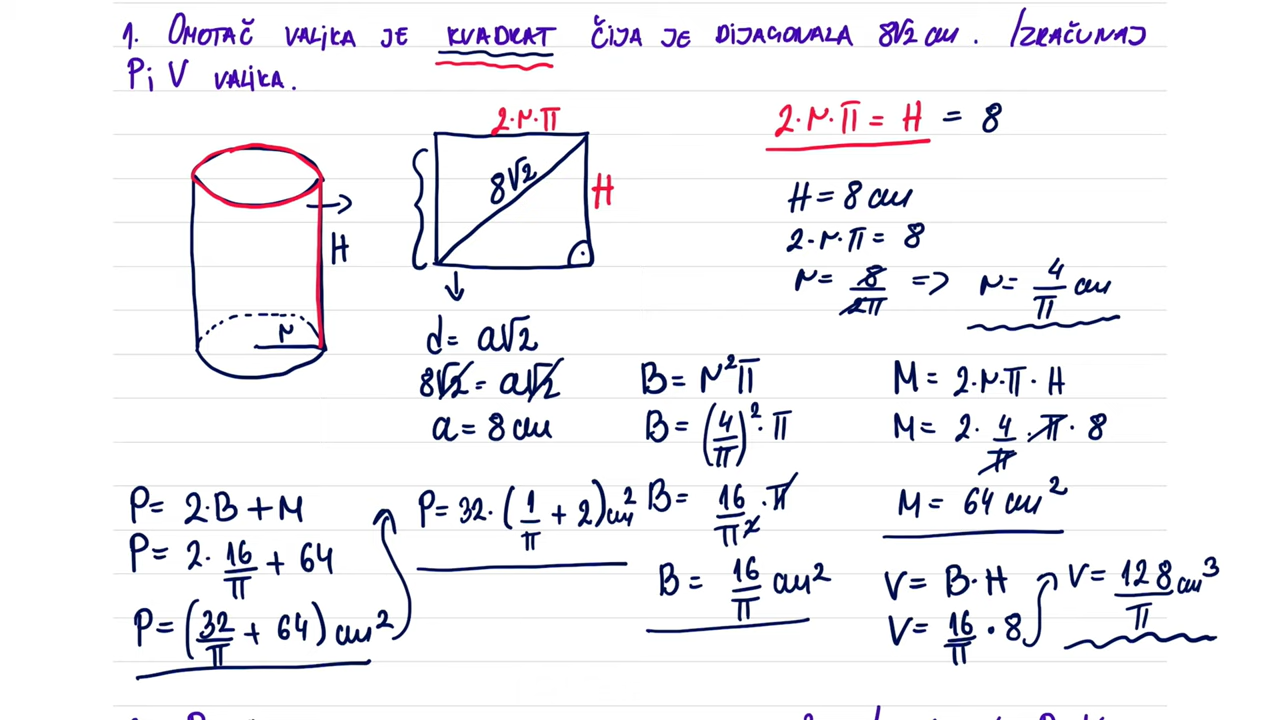 1. OMOTAČ VALJKA JE KVADRAT ČIJA JE DIJAGONALA 8√2 cm. IZRAČUNAJ
P i V VALJKA.
2·r·π
8√2
H
H
r
d = a√2
8√2 = a√2
a = 8 cm
2·r·π = H = 8
H = 8 cm
2·r·π = 8
r = 8/2π => r = 4/π cm
B = r²π
B = (4/π)²·π
B = 16/π² · π
B = 16/π cm²
M = 2·r·π·H
M = 2·4/π·π·8
M = 64 cm²
P = 2·B + M
P = 2·16/π + 64
P = (32/π + 64) cm²
P = 32·(1/π + 2) cm²
V = B·H
V = 16/π · 8
V = 128/π cm³